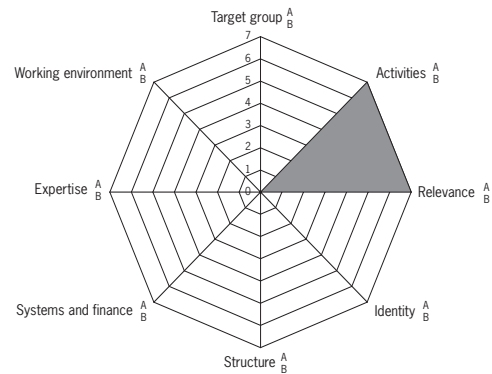 Target group A B
7
6
5
4
3
2
1
0
Working environment A B
Activities A B
Expertise A B
Relevance A B
Systems and finance A B
Identity A B
Structure A B